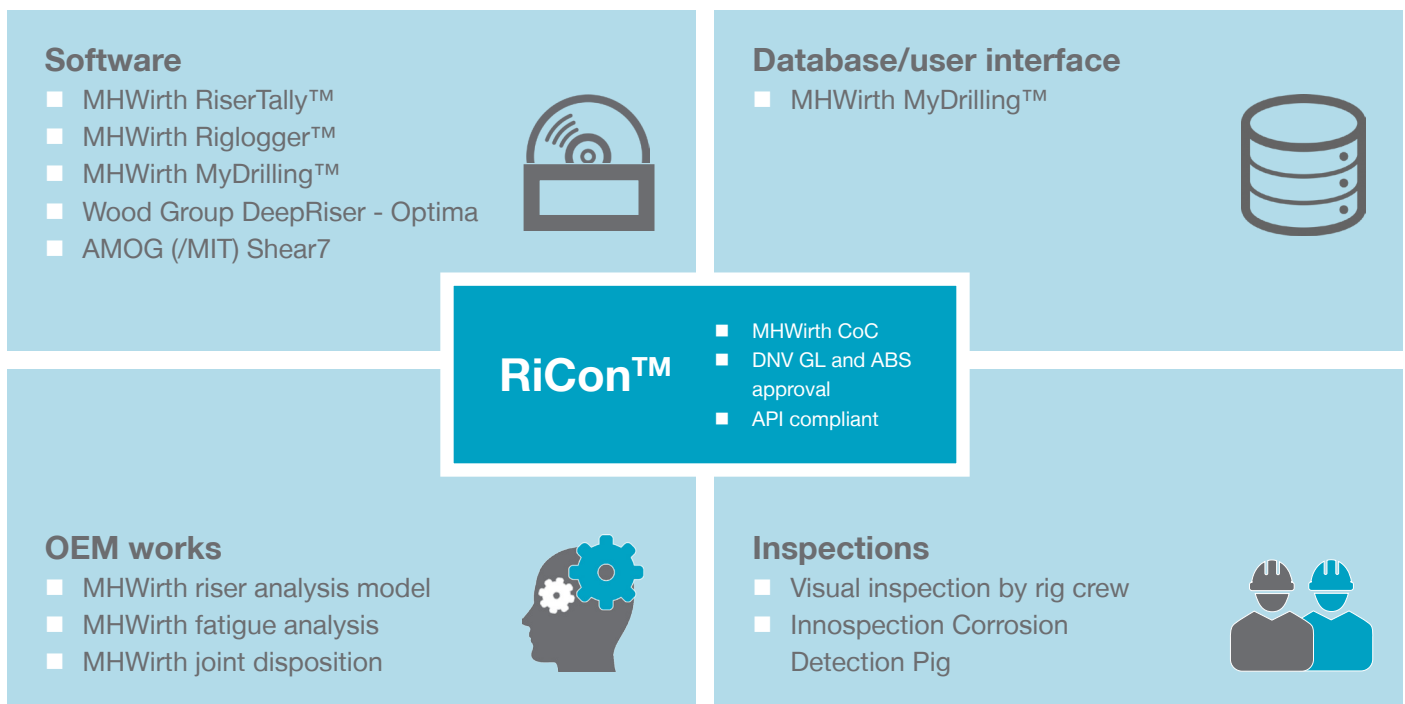 Software
MHWirth RiserTally™
MHWirth Riglogger™
MHWirth MyDrilling™
Wood Group DeepRiser - Optima
AMOG (/MIT) Shear7
Database/user interface
MHWirth MyDrilling™
RiCon™
MHWirth CoC
DNV GL and ABS
approval
API compliant
OEM works
MHWirth riser analysis model
MHWirth fatigue analysis
MHWirth joint disposition
Inspections
Visual inspection by rig crew
Innospection Corrosion
Detection Pig